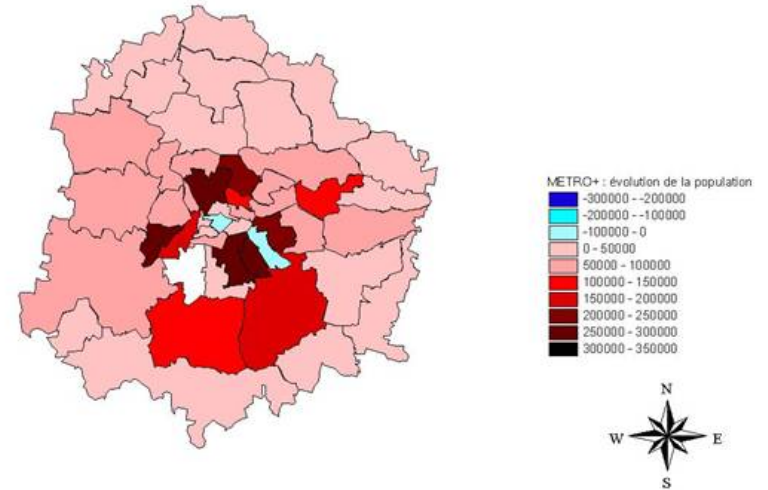 METRO+ : évolution de la population
-300000 - -200000
-200000 - -100000
-100000 - 0
0 - 50000
50000 - 100000
100000 - 150000
150000 - 200000
200000 - 250000
250000 - 300000
300000 - 350000
N
W E
S